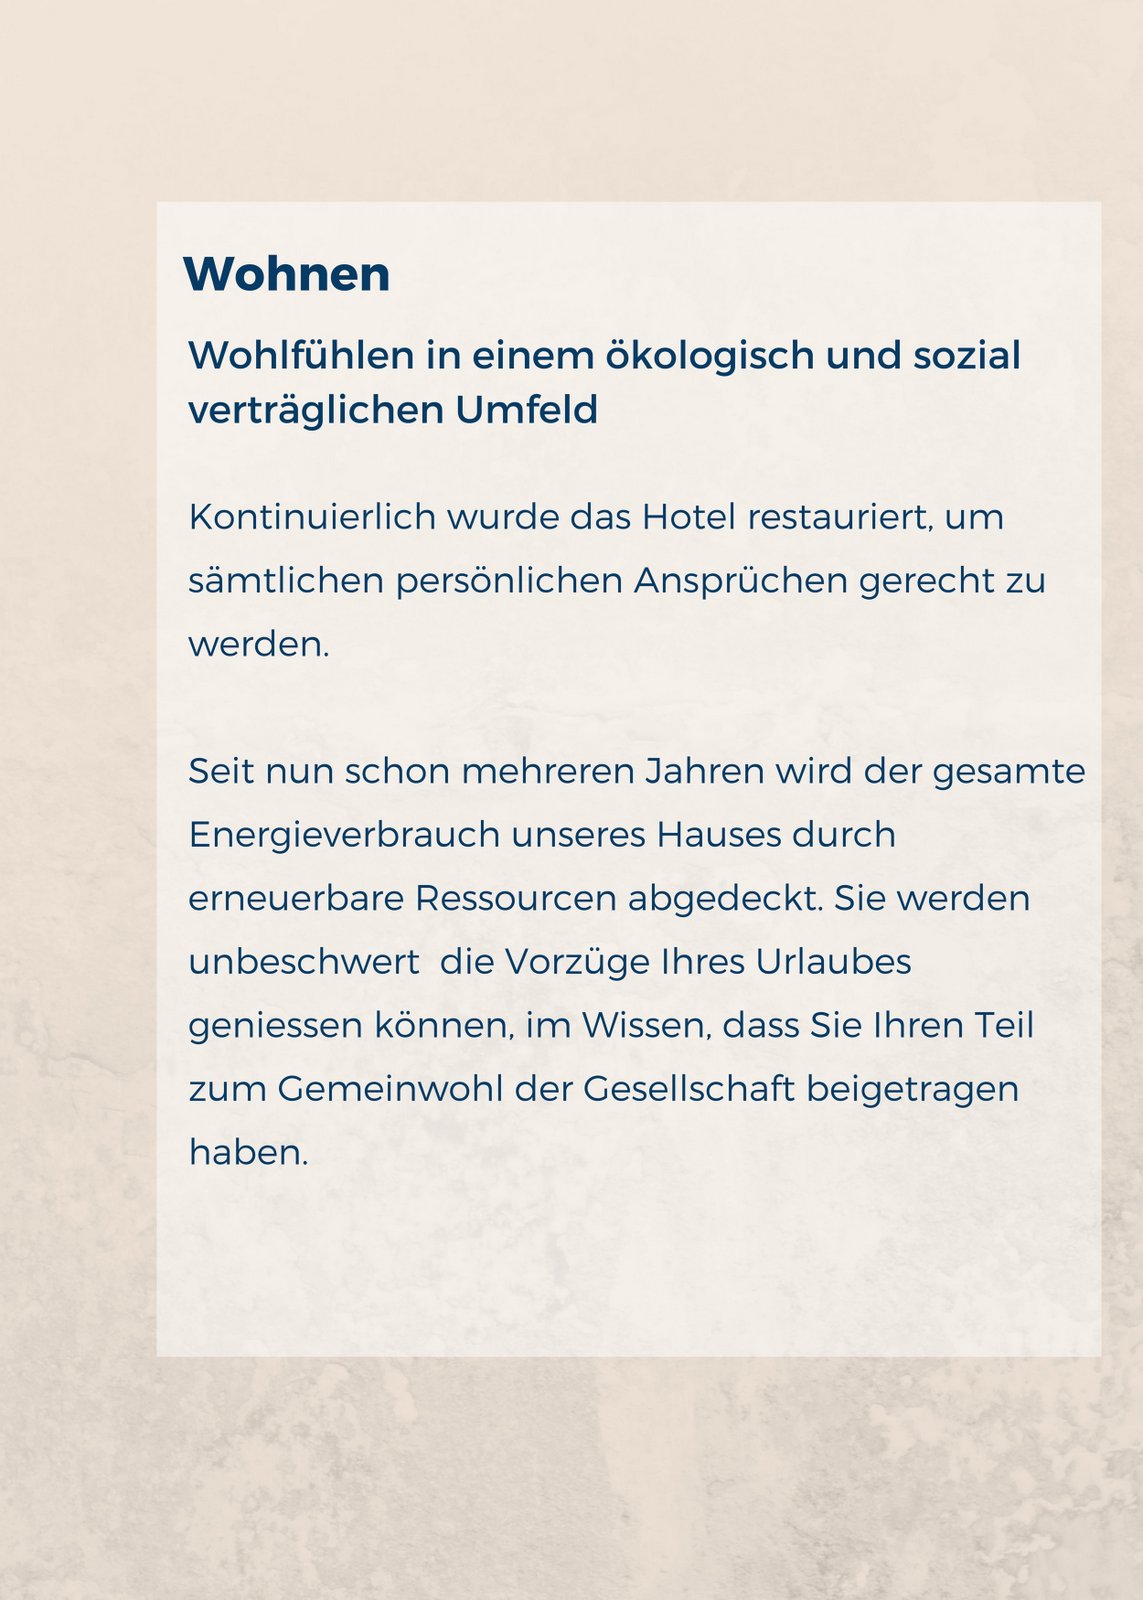 Wohnen
Wohlfühlen in einem ökologisch und sozial
verträglichen Umfeld
Kontinuierlich wurde das Hotel restauriert, um
sämtlichen persönlichen Ansprüchen gerecht zu
werden.
Seit nun schon mehreren Jahren wird der gesamte
Energieverbrauch unseres Hauses durch
erneuerbare Ressourcen abgedeckt. Sie werden
unbeschwert  die Vorzüge Ihres Urlaubes
geniessen können, im Wissen, dass Sie Ihren Teil
zum Gemeinwohl der Gesellschaft beigetragen
haben.